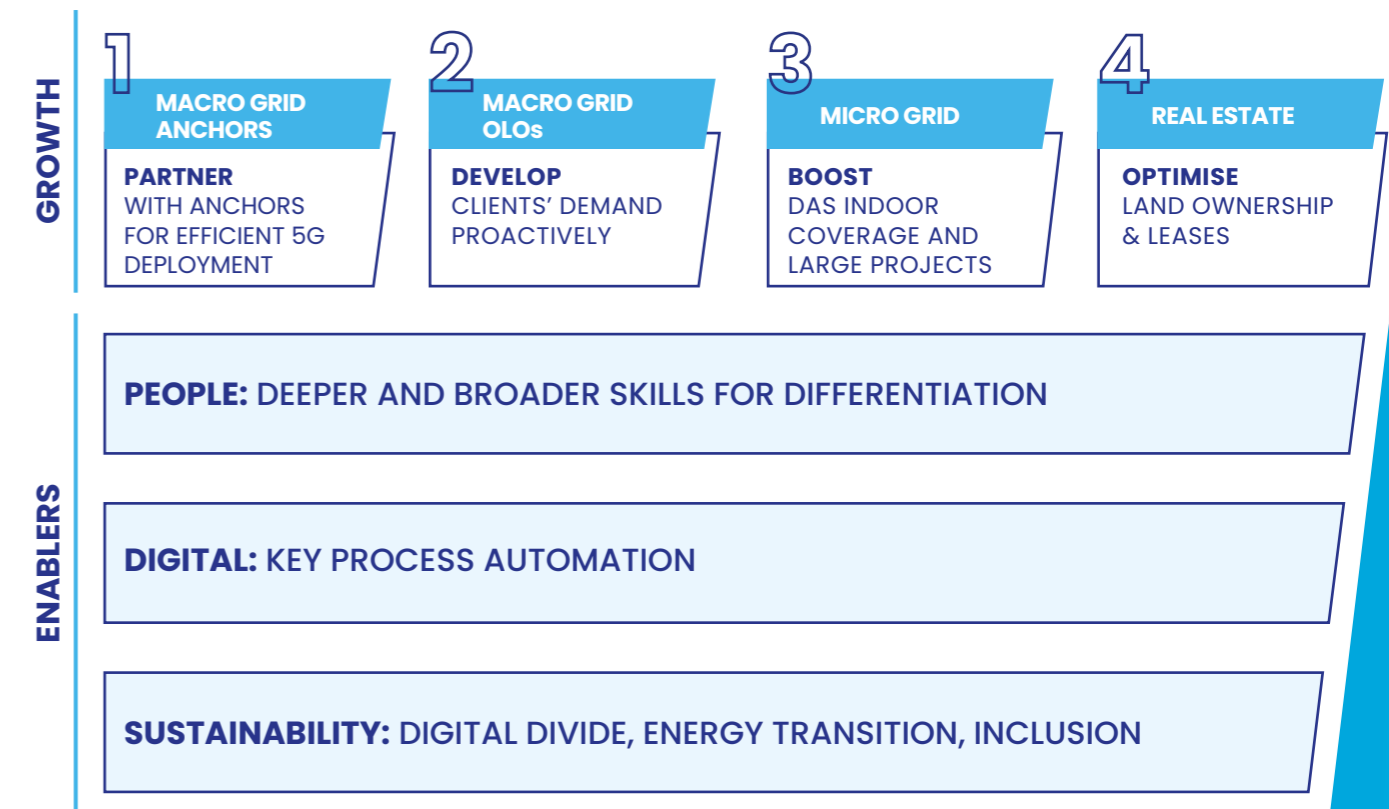 GROWTH
1
MACRO GRID
ANCHORS
PARTNER
WITH ANCHORS
FOR EFFICIENT 5G
DEPLOYMENT
2
MACRO GRID
OLOs
DEVELOP
CLIENTS’ DEMAND
PROACTIVELY
3
MICRO GRID
BOOST
DAS INDOOR
COVERAGE AND
LARGE PROJECTS
4
REAL ESTATE
OPTIMISE
LAND OWNERSHIP
& LEASES
ENABLERS
PEOPLE: DEEPER AND BROADER SKILLS FOR DIFFERENTIATION
DIGITAL: KEY PROCESS AUTOMATION
SUSTAINABILITY: DIGITAL DIVIDE, ENERGY TRANSITION, INCLUSION